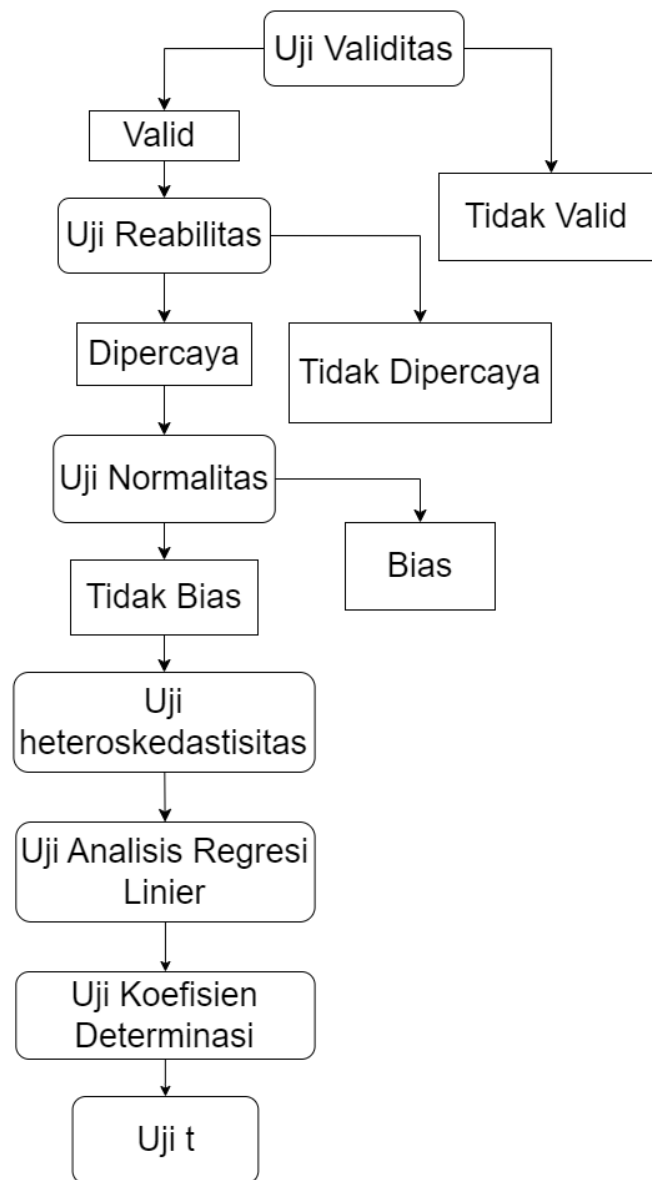 Uji Validitas
Valid
Tidak Valid
Uji Reabilitas
Dipercaya
Tidak Dipercaya
Uji Normalitas
Bias
Tidak Bias
Uji
heteroskedastisitas
Uji Analisis Regresi
Linier
Uji Koefisien
Determinasi
Uji t